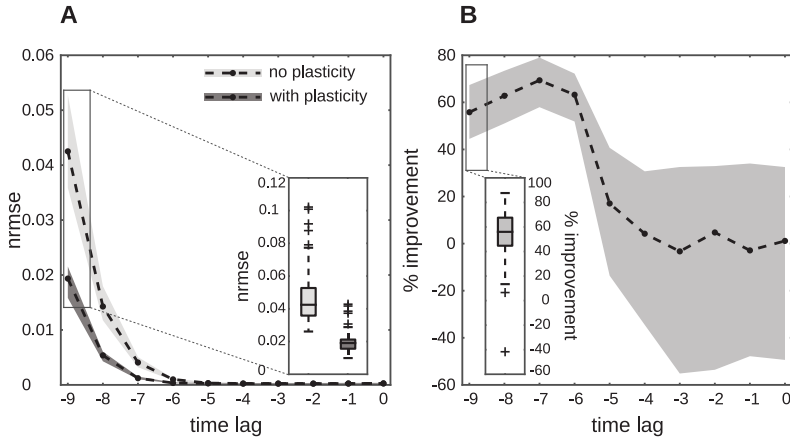 A
0.06
0.05
0.04
0.03
0.02
0.01
0
nrmse
no plasticity
with plasticity
0.12
0.1
0.08
0.06
0.04
0.02
0
nrmse
-9 -8 -7 -6 -5 -4 -3 -2 -1 0
time lag
B
80
60
40
20
0
-20
-40
-60
% improvement
100
80
60
40
20
0
-20
-40
-60
% improvement
-9 -8 -7 -6 -5 -4 -3 -2 -1 0
time lag